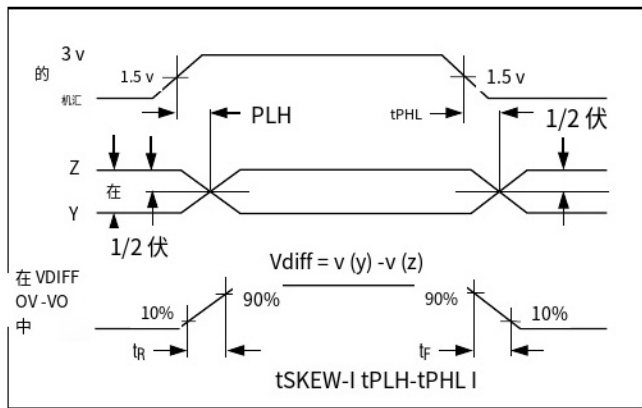 3 v
的
1.5 v
机汇
PLH
tPHL
1.5 v
1/2 伏
Z
在
Y
1/2 伏
Vdiff = v (y) -v (z)
在 VDIFF
OV -VO
中
10%
90%
90%
10%
tR
tF
tSKEW-I tPLH-tPHL I